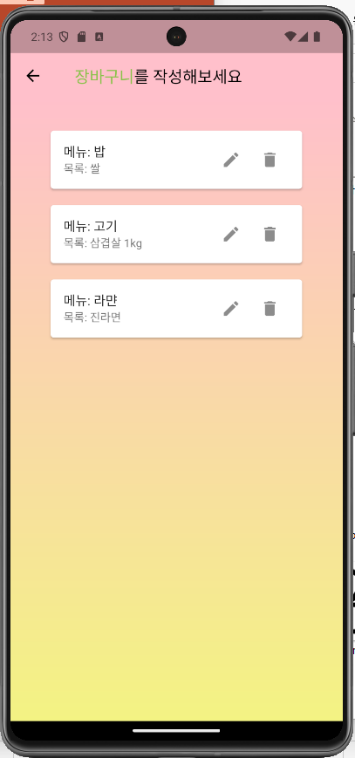 2:13
장바구니를 작성해보세요
메뉴: 밥
목록: 쌀
메뉴: 고기
목록: 삼겹살 1kg
메뉴: 라먄
목록: 진라면